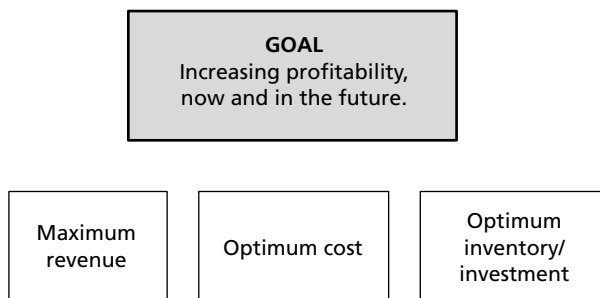 GOAL
Increasing profitability,
now and in the future.
Maximum
revenue
Optimum cost
Optimum
inventory/
investment